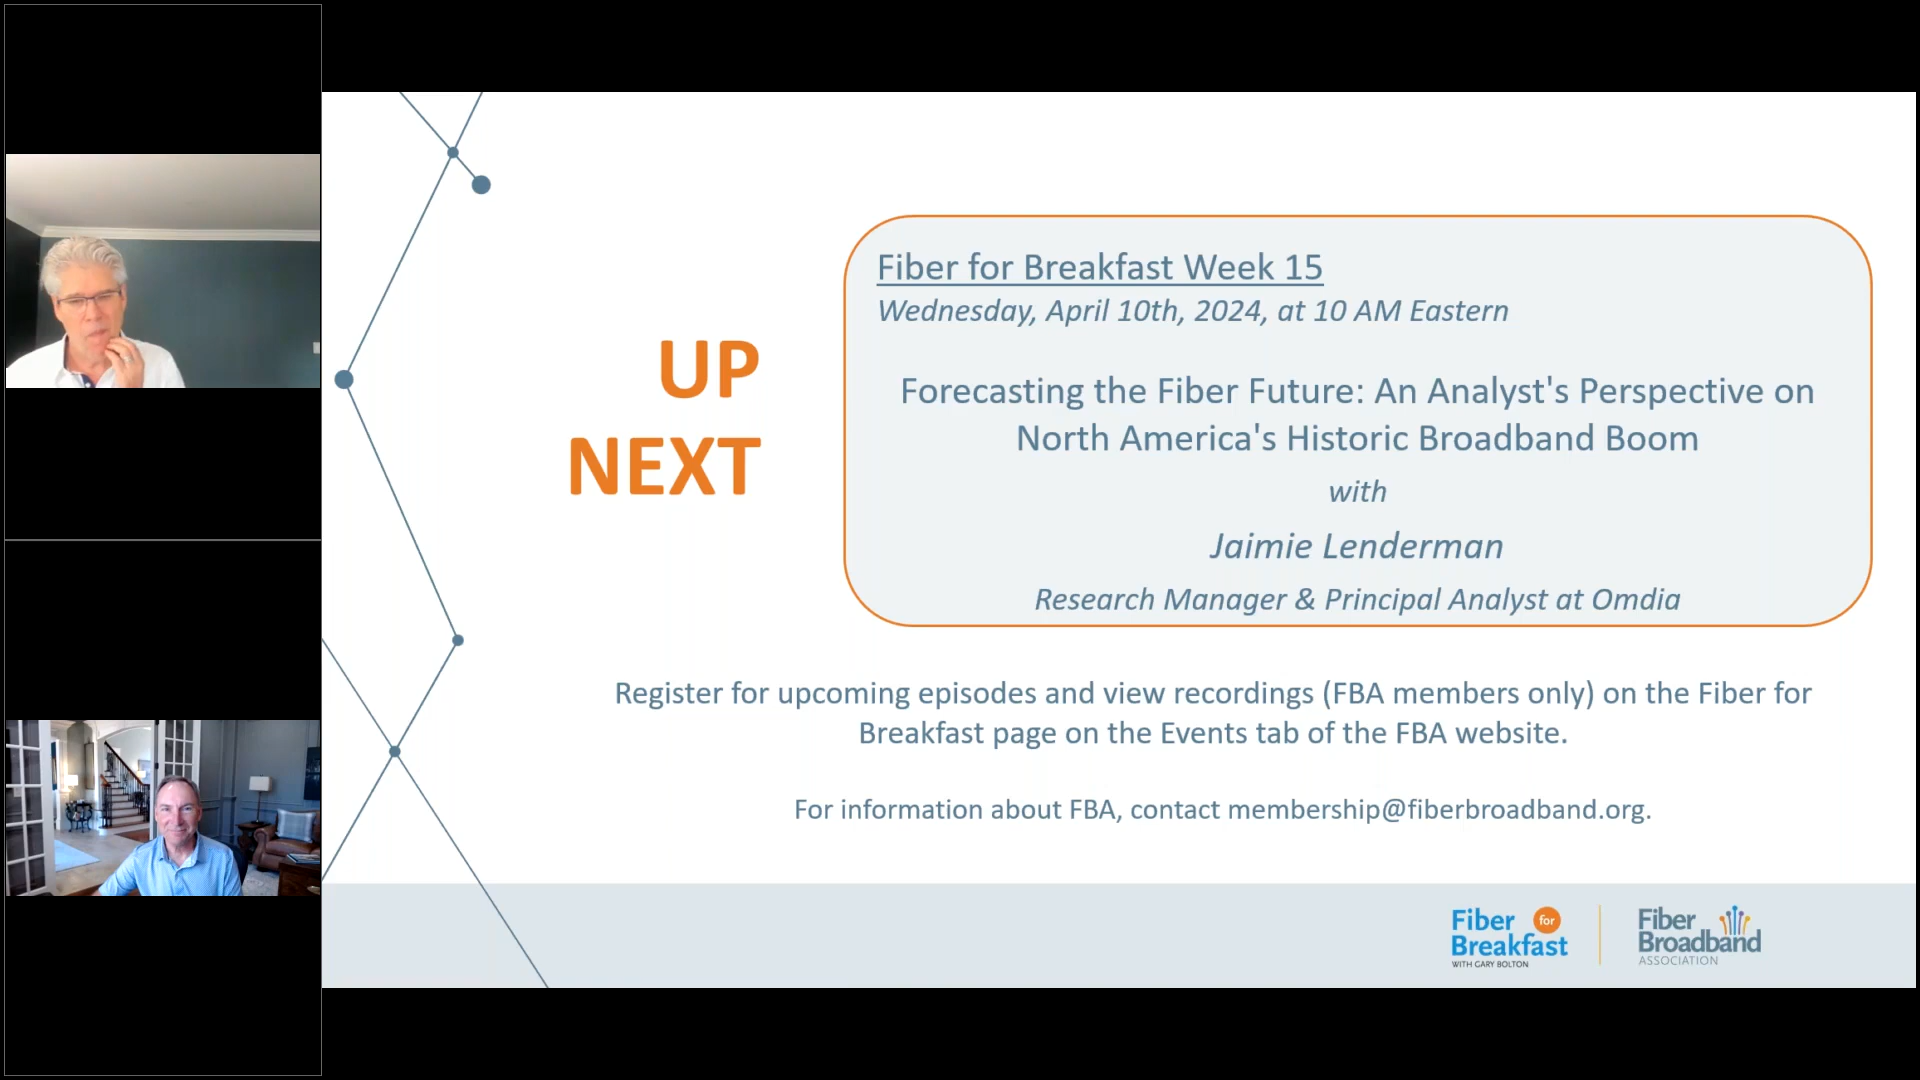 UP
NEXT
Fiber for Breakfast Week 15
Wednesday, April 10th, 2024, at 10 AM Eastern
Forecasting the Fiber Future: An Analyst's Perspective on
North America's Historic Broadband Boom
with
Jaimie Lenderman
Research Manager & Principal Analyst at Omdia
Register for upcoming episodes and view recordings (FBA members only) on the Fiber for
Breakfast page on the Events tab of the FBA website.
For information about FBA, contact membership@fiberbroadband.org.
Fiber for
Breakfast
WITH GARY BOLTON
Fiber
Broadband
ASSOCIATION